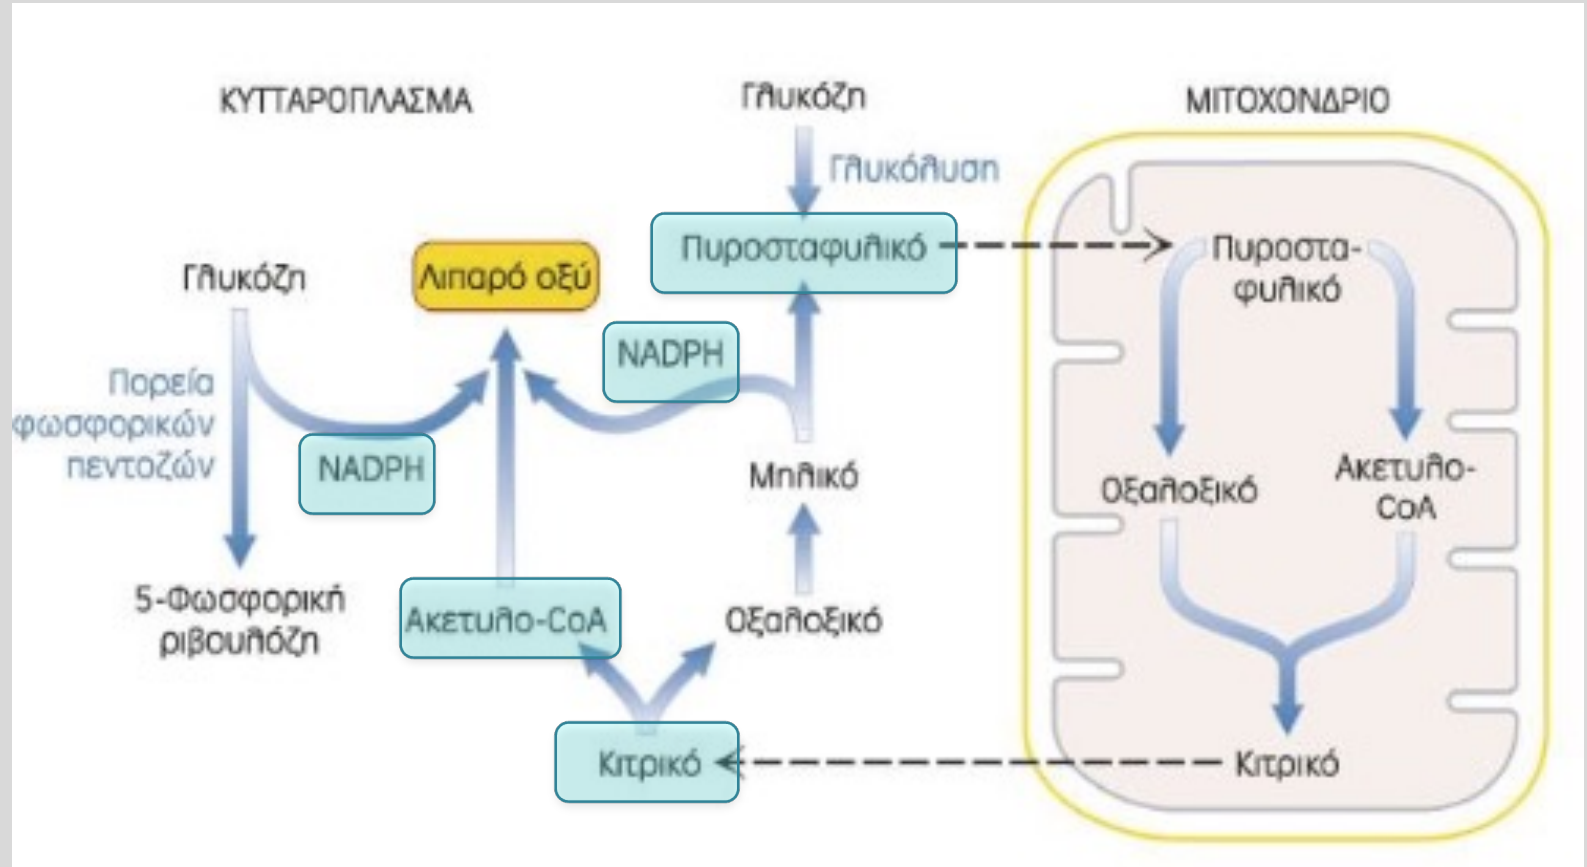 ΚΥΤΤΑΡΟΠΛΑΣΜΑ
Γλυκόζη
ΜΙΤΟΧΟΝΔΡΙΟ
Γλυκόλυση
Πυροσταφυλικό
Πυροστα-
φυλικό
Γλυκόζη
Λιπαρό οξύ
NADPH
Πορεία
φωσφορικών
πεντοζών
NADPH
Μηλικό
Οξαλοξικό
Ακετυλο-
CoA
5-Φωσφορική
ριβουλόζη
Ακετυλο-CoA
Οξαλοξικό
Κιτρικό
Κιτρικό